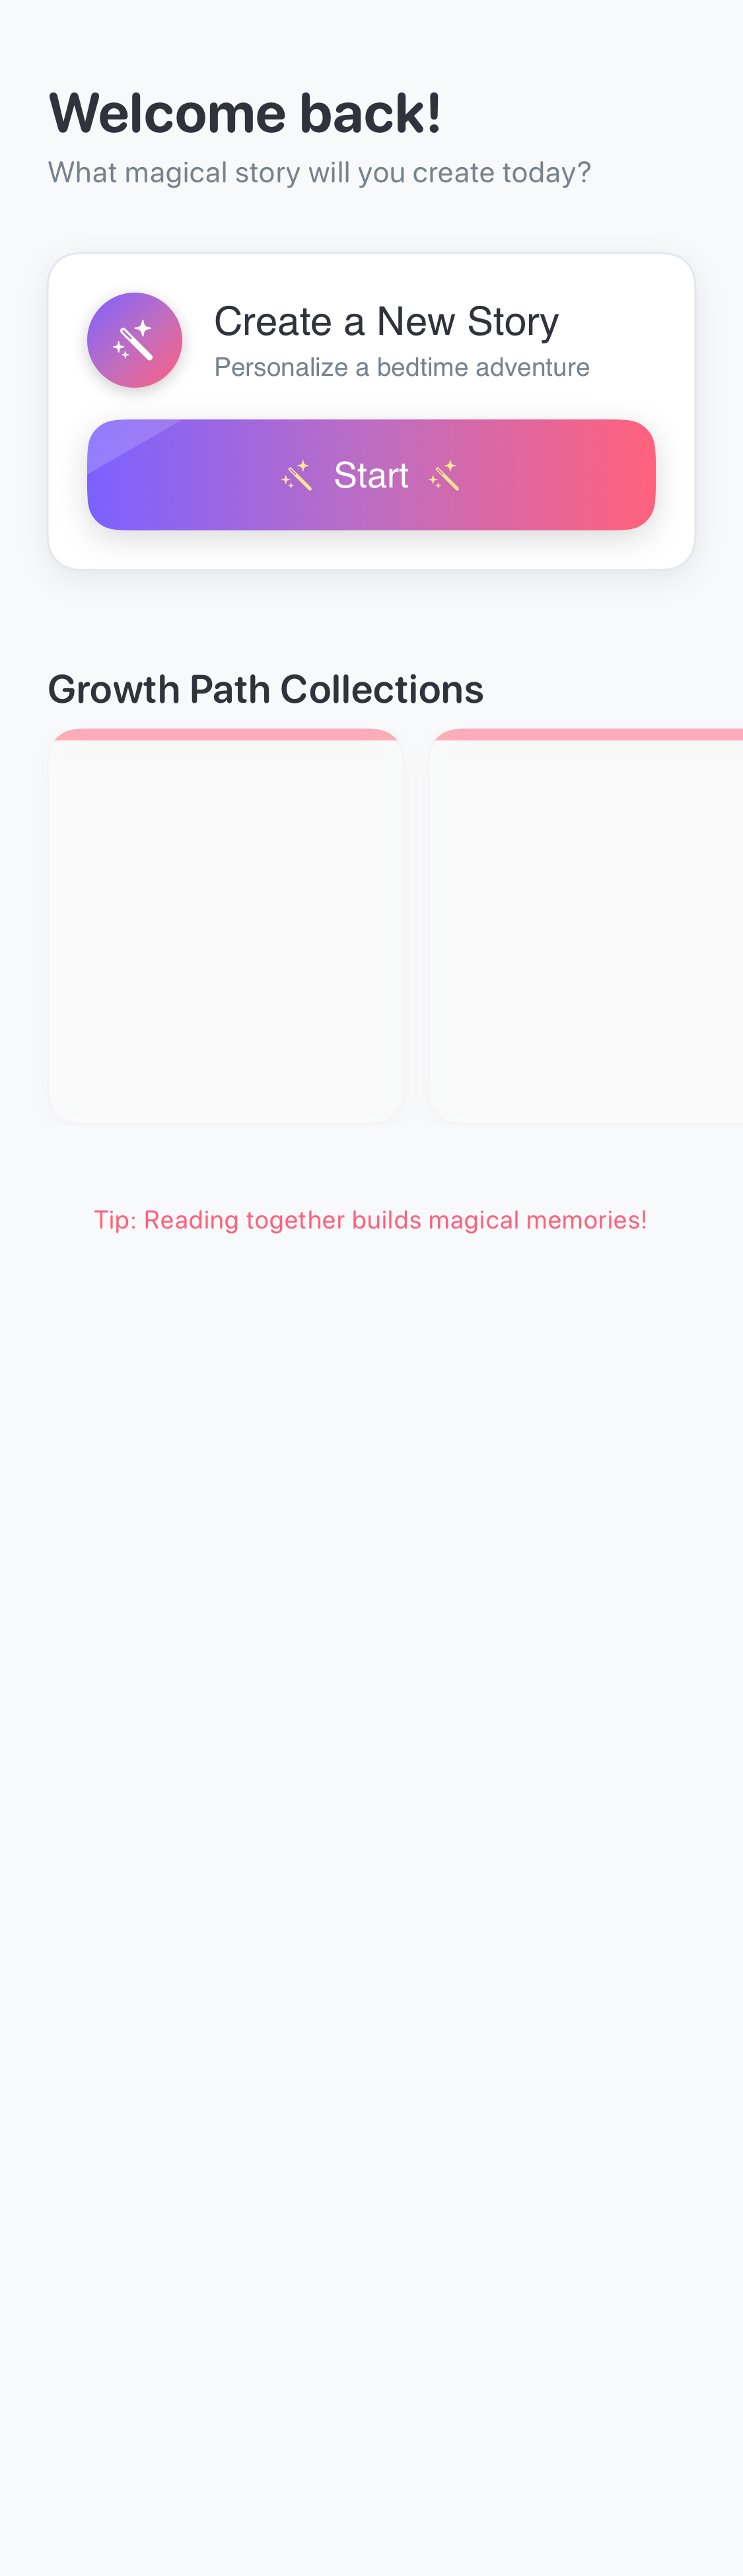 Welcome back!
What magical story will you create today?
Create a New Story
Personalize a bedtime adventure
Start
Growth Path Collections
Tip: Reading together builds magical memories!